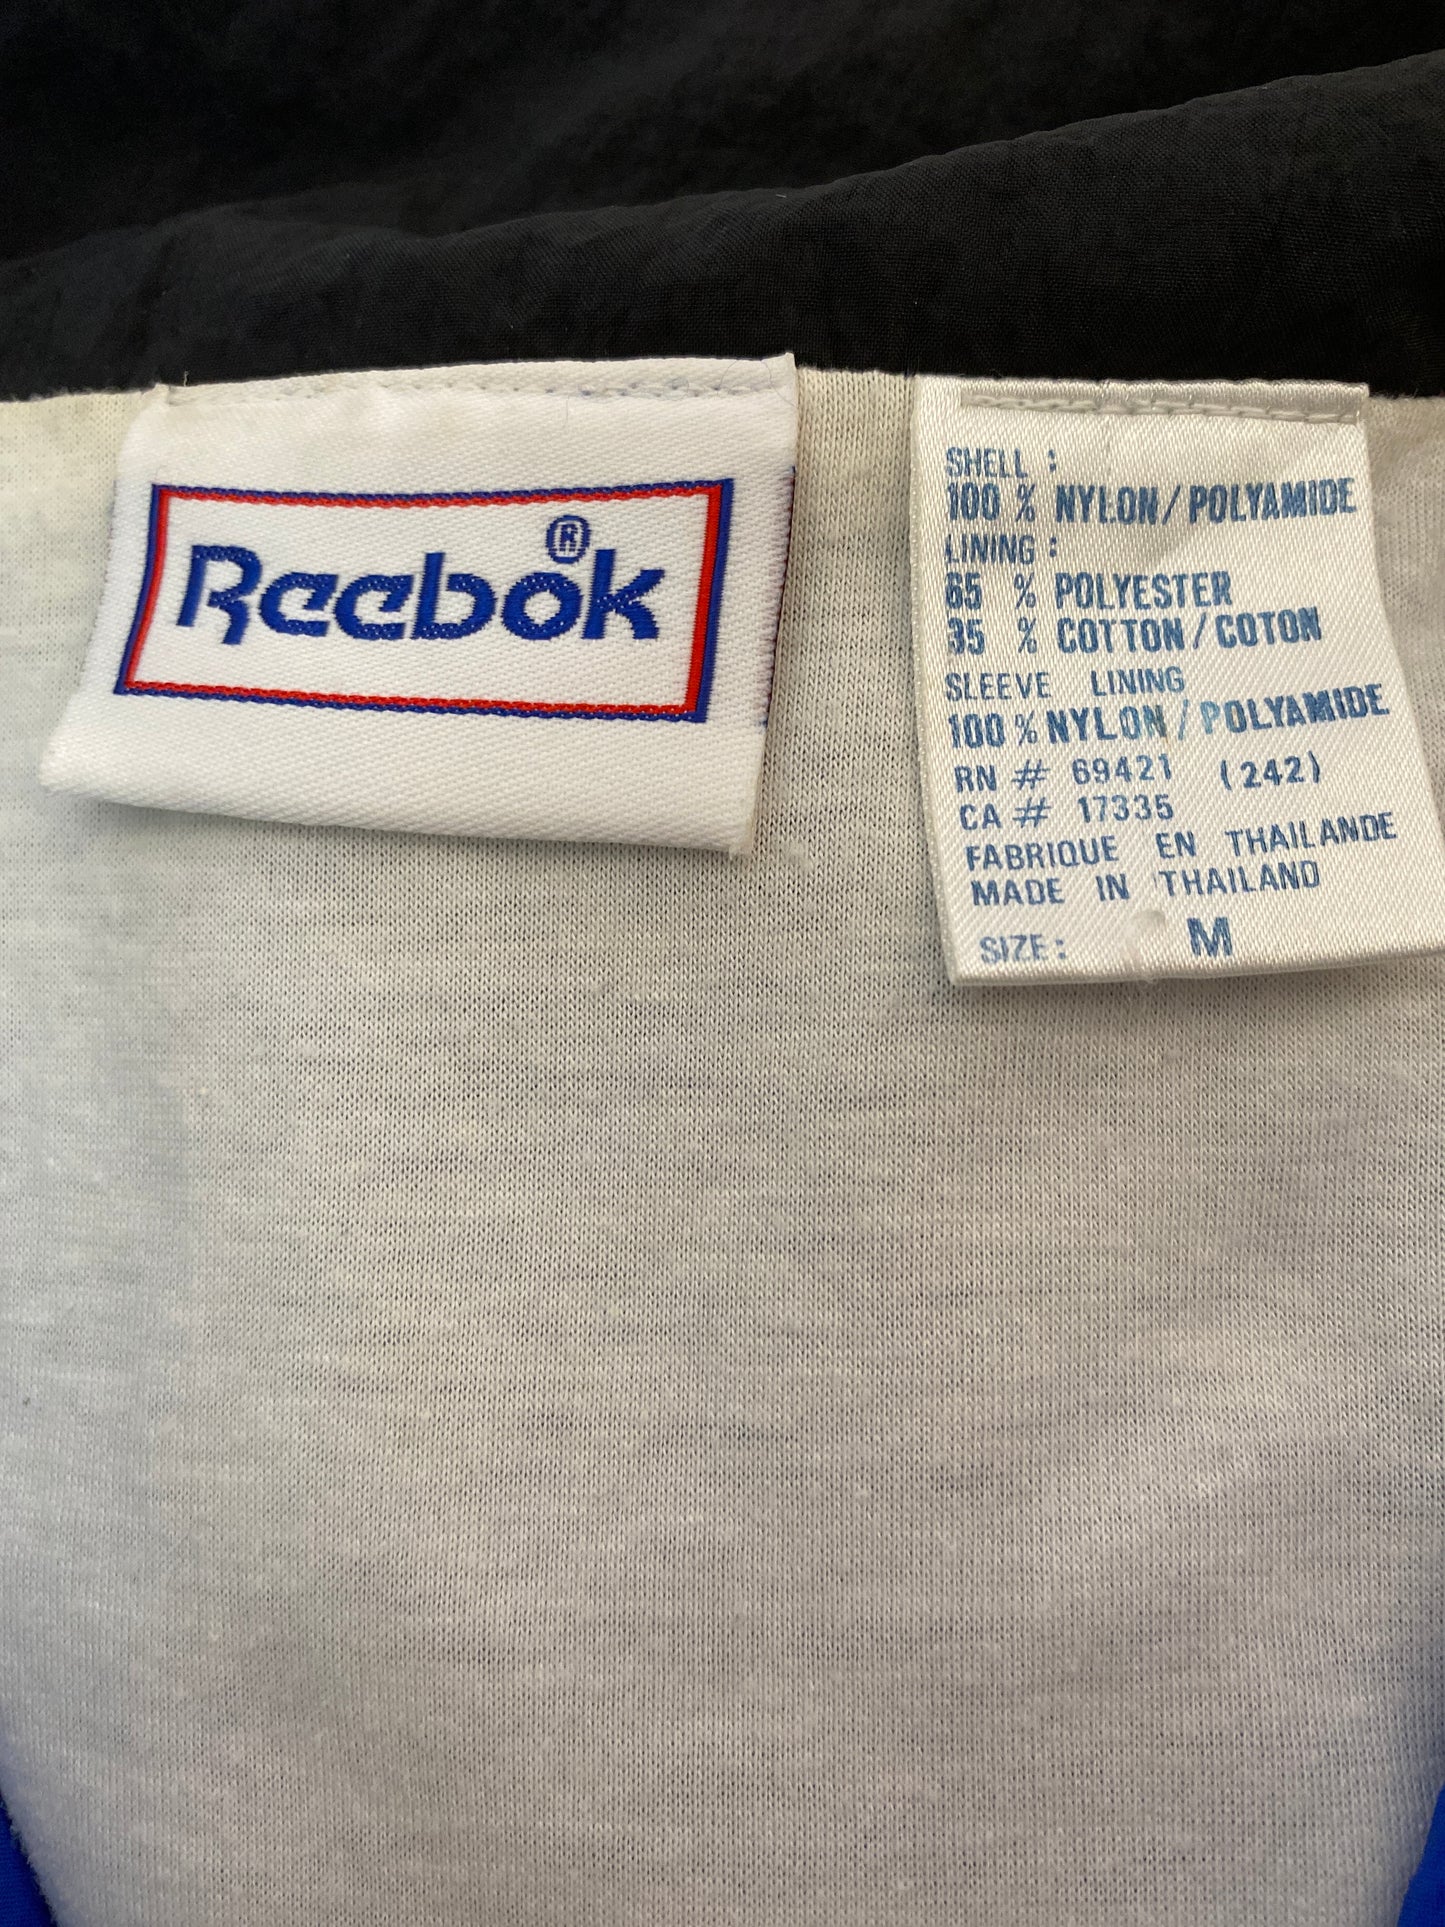 Reebok ®
SHELL :
100 % NYLON/POLYAMIDE
LINING :
65 % POLYESTER
35 % COTTON/COTON
SLEEVE LINING
100 % NYLON / POLYAMIDE
RN # 69421 (242)
CA # 17335
FABRIQUE EN THAILANDE
MADE IN THAILAND
SIZE : M